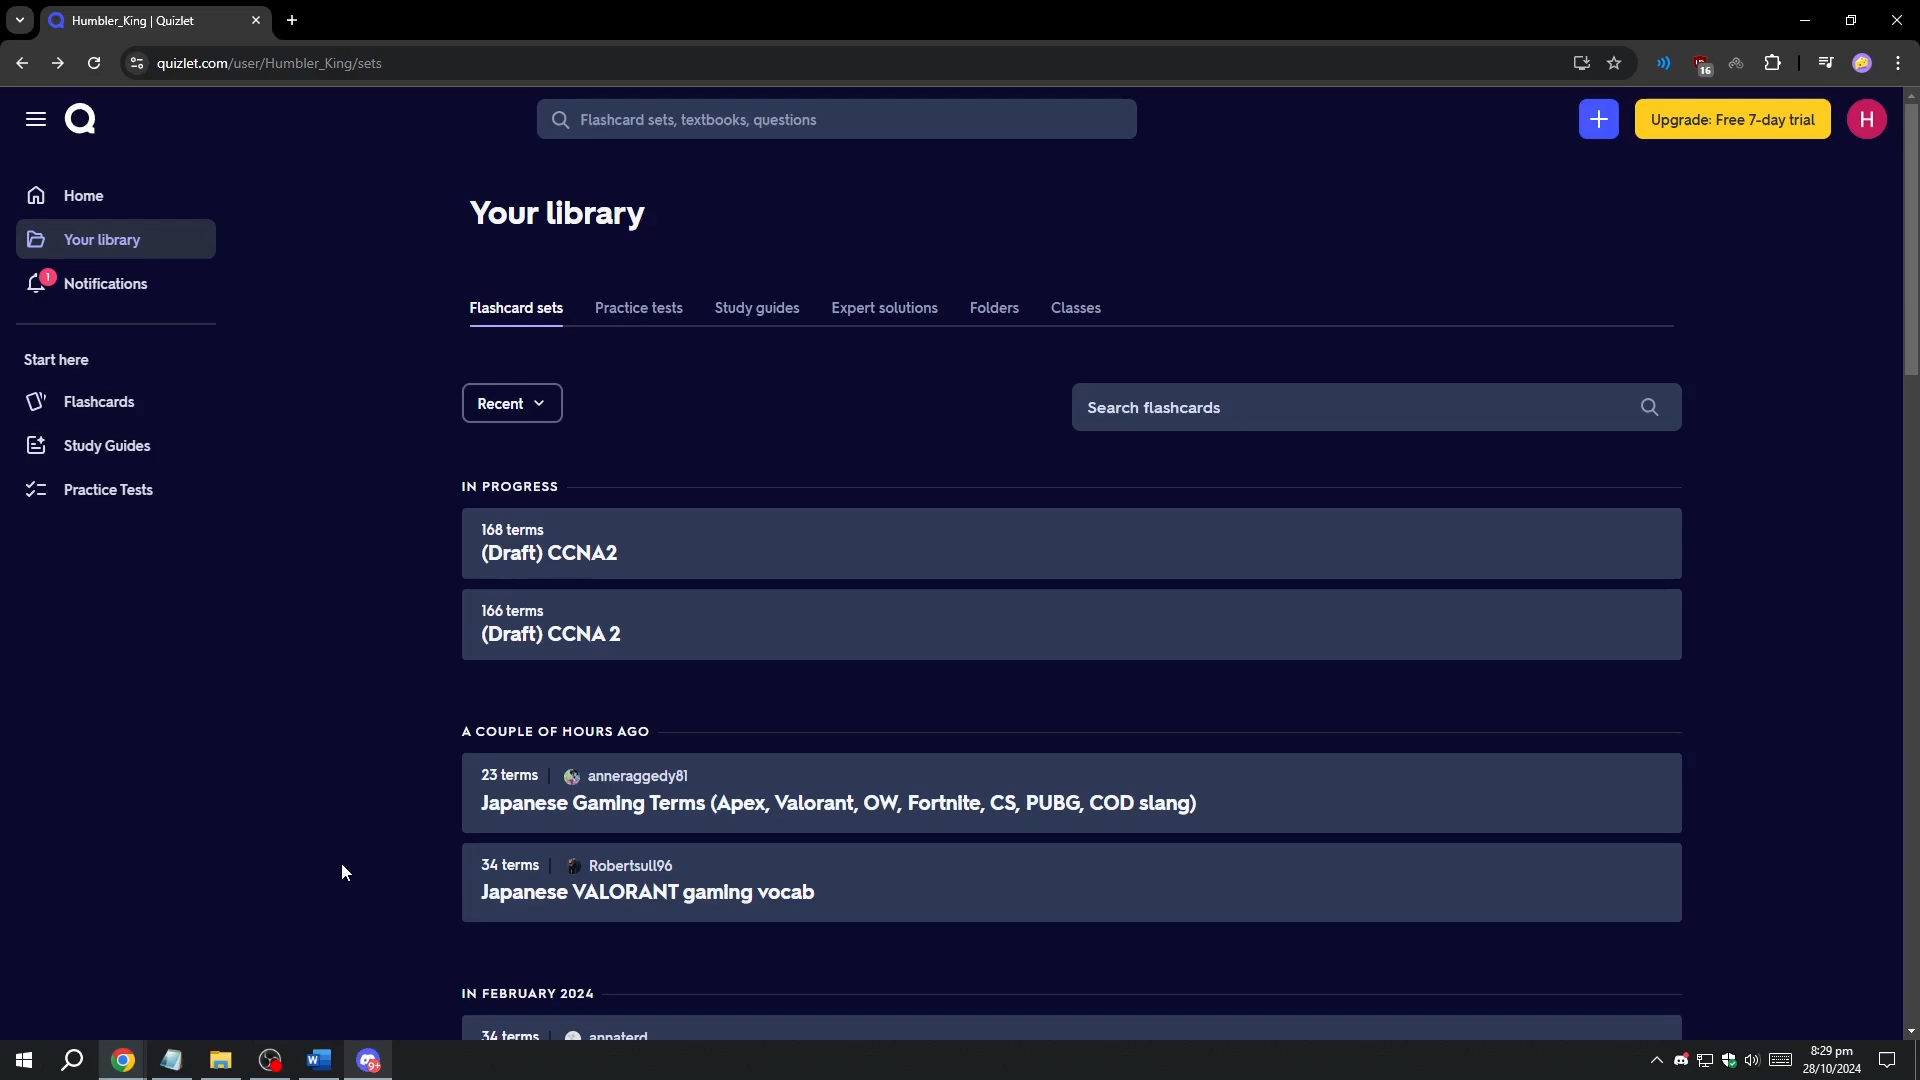 Humbler_King | Quizlet
quizlet.com/user/Humbler_King/sets
16
Flashcard sets, textbooks, questions
Upgrade: Free 7-day trial
H
Home
Your library
1
Notifications
Start here
Flashcards
Study Guides
Practice Tests
Your library
Flashcard sets
Practice tests
Study guides
Expert solutions
Folders
Classes
Recent
Search flashcards
IN PROGRESS
168 terms
(Draft) CCNA2
166 terms
(Draft) CCNA 2
A COUPLE OF HOURS AGO
23 terms
anneraggedy81
Japanese Gaming Terms (Apex, Valorant, OW, Fortnite, CS, PUBG, COD slang)
34 terms
Robertsull96
Japanese VALORANT gaming vocab
IN FEBRUARY 2024
34 terms
annaterd
9+
8:29 pm
28/10/2024